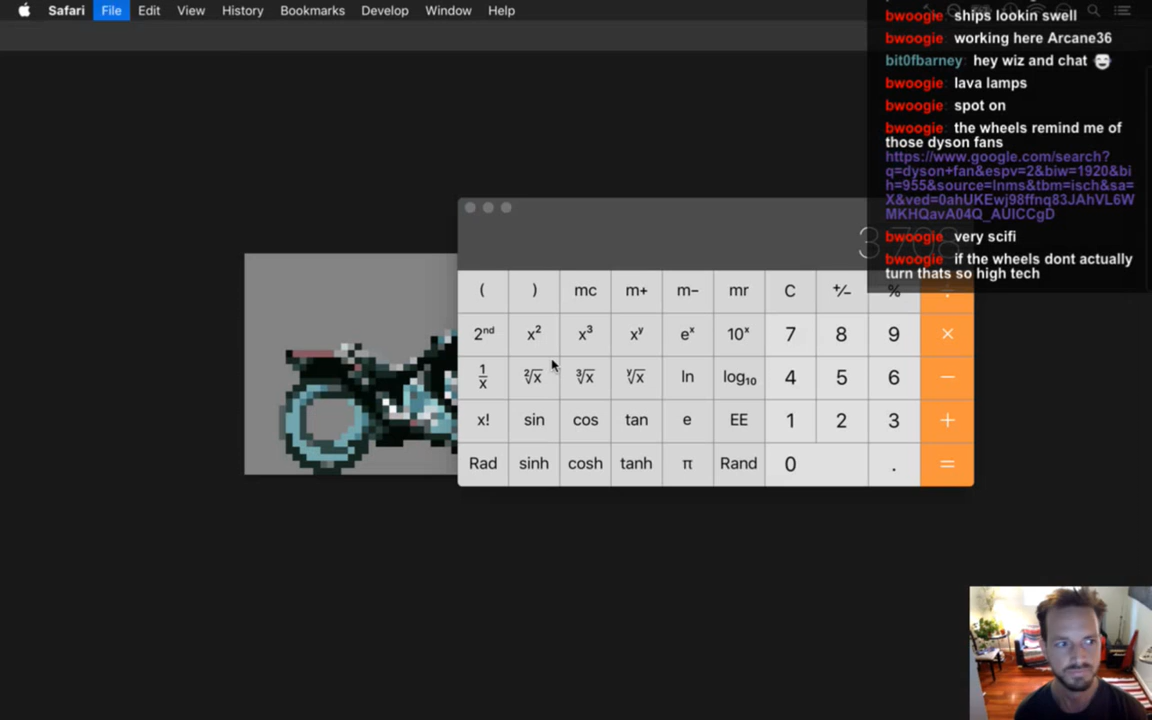 Safari File Edit View History Bookmarks Develop Window Help
bwoogie: ships lookin swell
bwoogie: working here Arcane36
bit0fbarney: hey wiz and chat
bwoogie: lava lamps
bwoogie: spot on
bwoogie: the wheels remind me of
those dyson fans
https://www.google.com/search?
q=dyson+fan&espv=2&biw=1920&bi
h=955&source=lnms&tbm=isch&sa=
X&ved=0ahUKEwj98ffnq83JAhVL6W
MKHQavA04Q_AUICCgD
bwoogie: very scifi
bwoogie: if the wheels dont actually
turn thats so high tech
( ) mc m+ m− mr C +/− % ÷
2nd x² x³ xʸ eˣ 10ˣ 7 8 9 ×
1/x ²√x ³√x ʸ√x ln log₁₀ 4 5 6 −
x! sin cos tan e EE 1 2 3 +
Rad sinh cosh tanh π Rand 0 . =